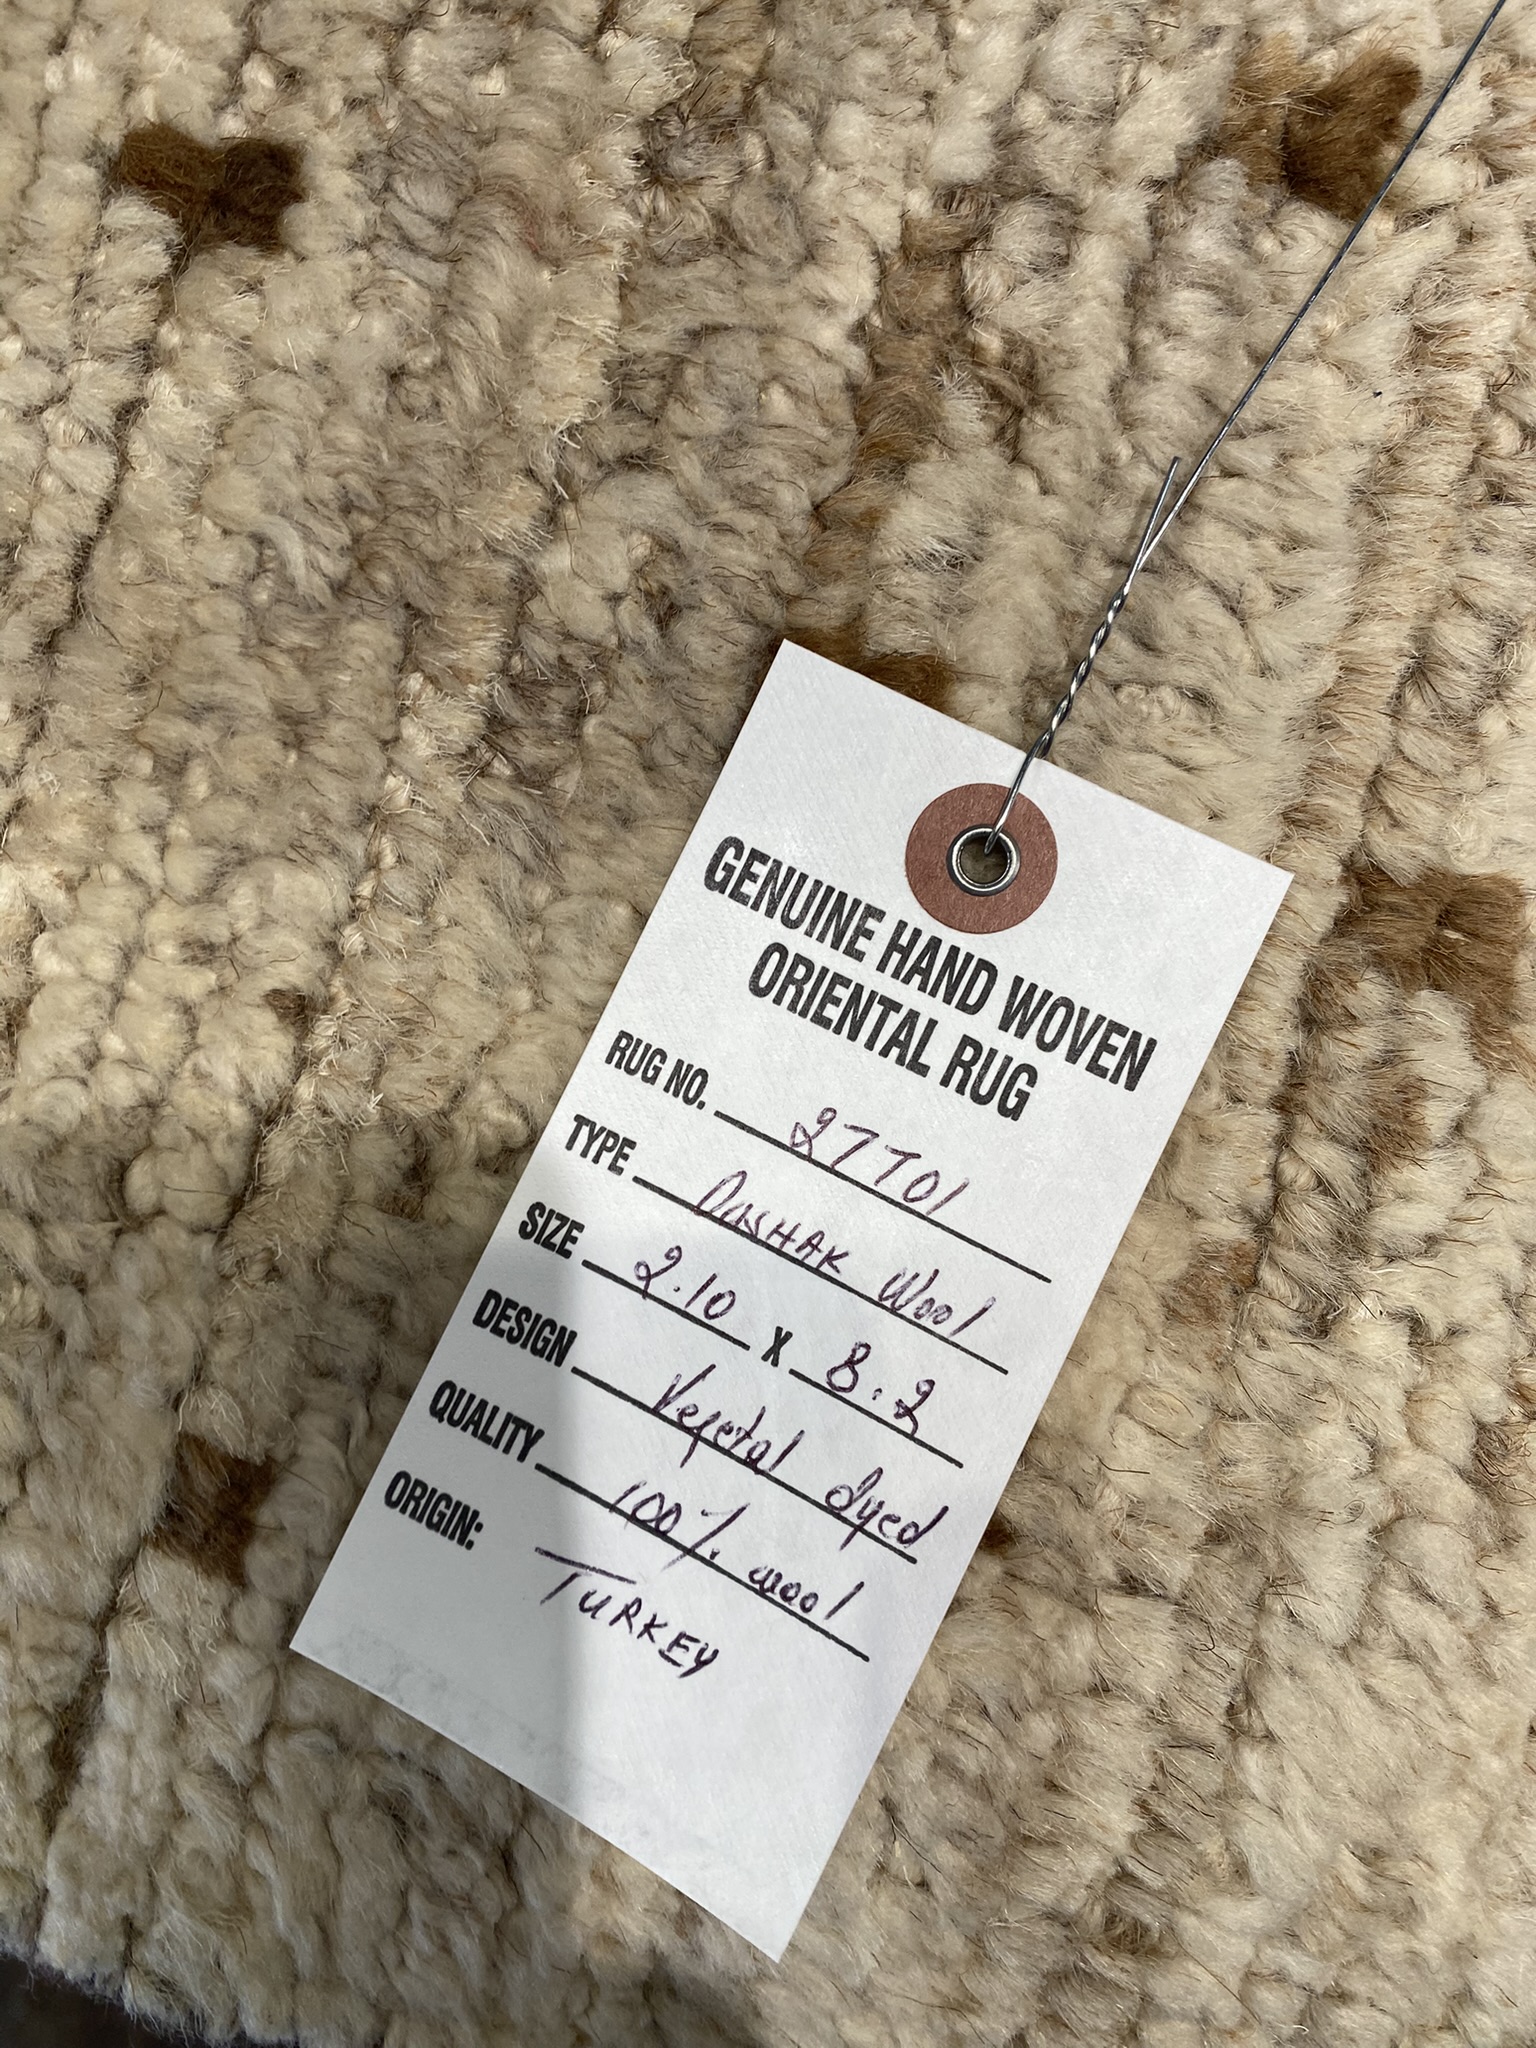 GENUINE HAND WOVEN
ORIENTAL RUG
RUG NO. 27701
TYPE DASHAK Wool
SIZE 2.10 X 8.2
DESIGN Vegetal dyed
QUALITY 100% wool
ORIGIN: TURKEY